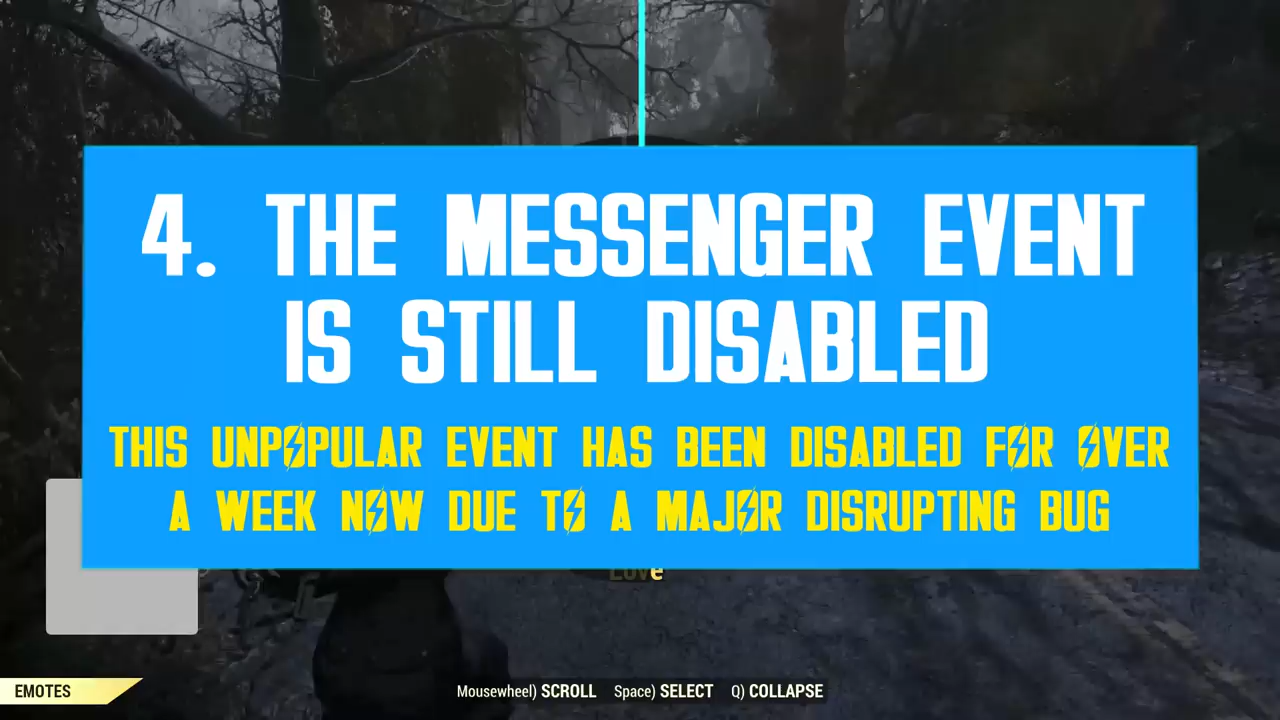 4. THE MESSENGER EVENT
IS STILL DISABLED
THIS UNPOPULAR EVENT HAS BEEN DISABLED FOR OVER
A WEEK NOW DUE TO A MAJOR DISRUPTING BUG
Love
EMOTES
Mousewheel) SCROLL Space) SELECT Q) COLLAPSE